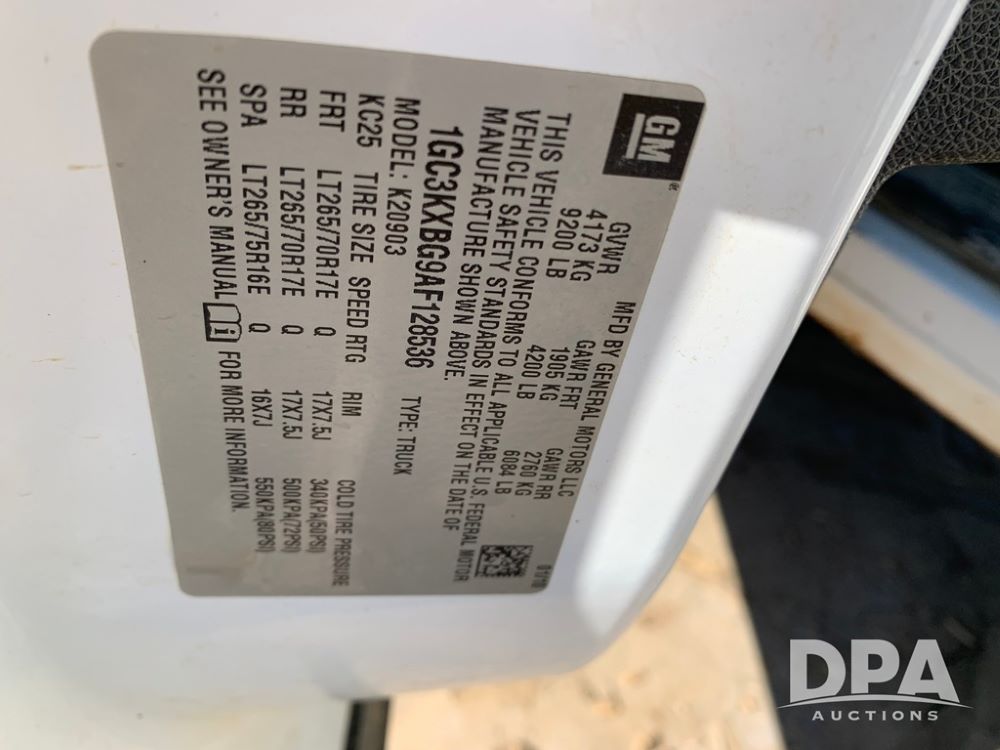 GM
MFD BY GENERAL MOTORS LLC 01/10
GVWR GAWR FRT GAWR RR
4173 KG 1905 KG 2760 KG
9200 LB 4200 LB 6084 LB
THIS VEHICLE CONFORMS TO ALL APPLICABLE U.S. FEDERAL MOTOR
VEHICLE SAFETY STANDARDS IN EFFECT ON THE DATE OF
MANUFACTURE SHOWN ABOVE.
1GC3KXBG9AF128536 TYPE: TRUCK
MODEL: K20903
KC25 TIRE SIZE SPEED RTG RIM COLD TIRE PRESSURE
FRT LT265/70R17E Q 17X7.5J 340KPA(50PSI)
RR LT265/70R17E Q 17X7.5J 500KPA(72PSI)
SPA LT265/75R16E Q 16X7J 550KPA(80PSI)
SEE OWNER'S MANUAL FOR MORE INFORMATION.
DPA
AUCTIONS